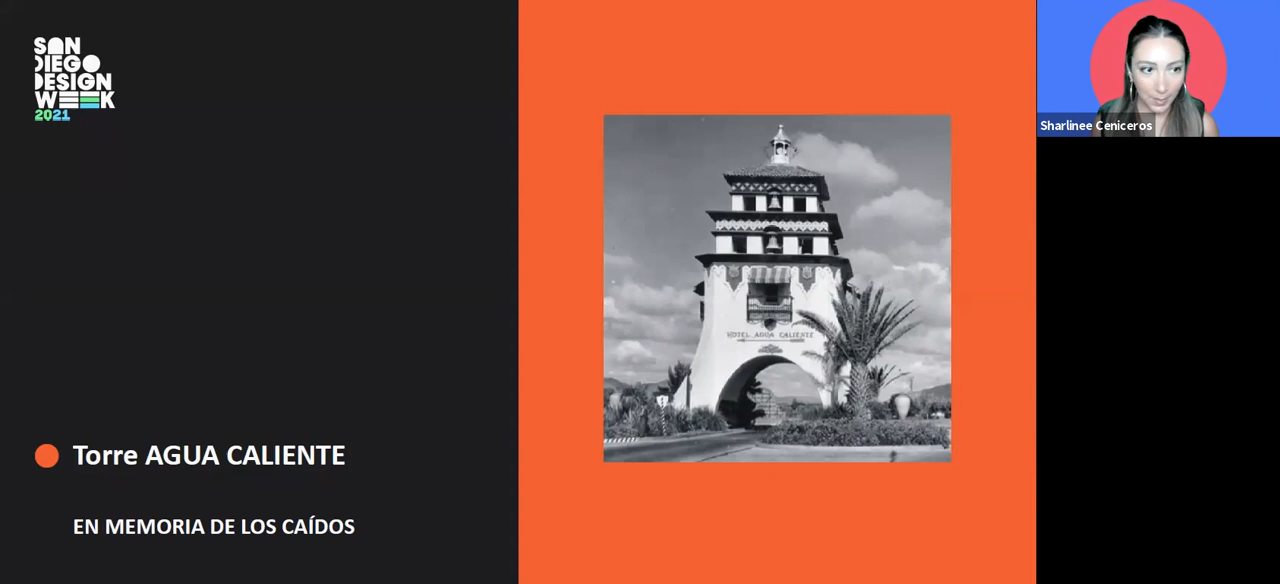 SAN
DIEGO
DESIGN
WEEK
2021
Sharlinee Ceniceros
HOTEL AGUA CALIENTE
Torre AGUA CALIENTE
EN MEMORIA DE LOS CAÍDOS